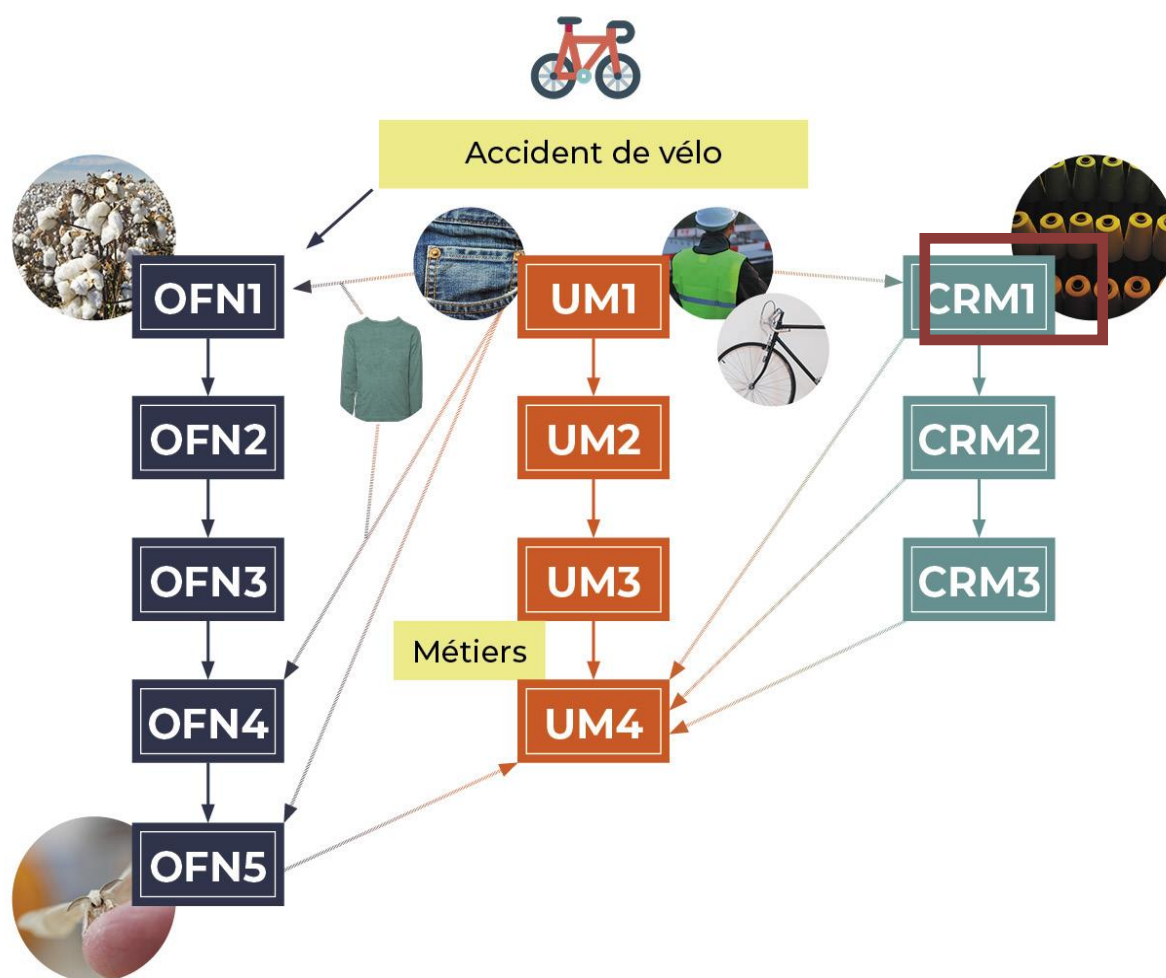 Accident de vélo
OFN1
UM1
CRM1
OFN2
UM2
CRM2
OFN3
UM3
CRM3
Métiers
OFN4
UM4
OFN5